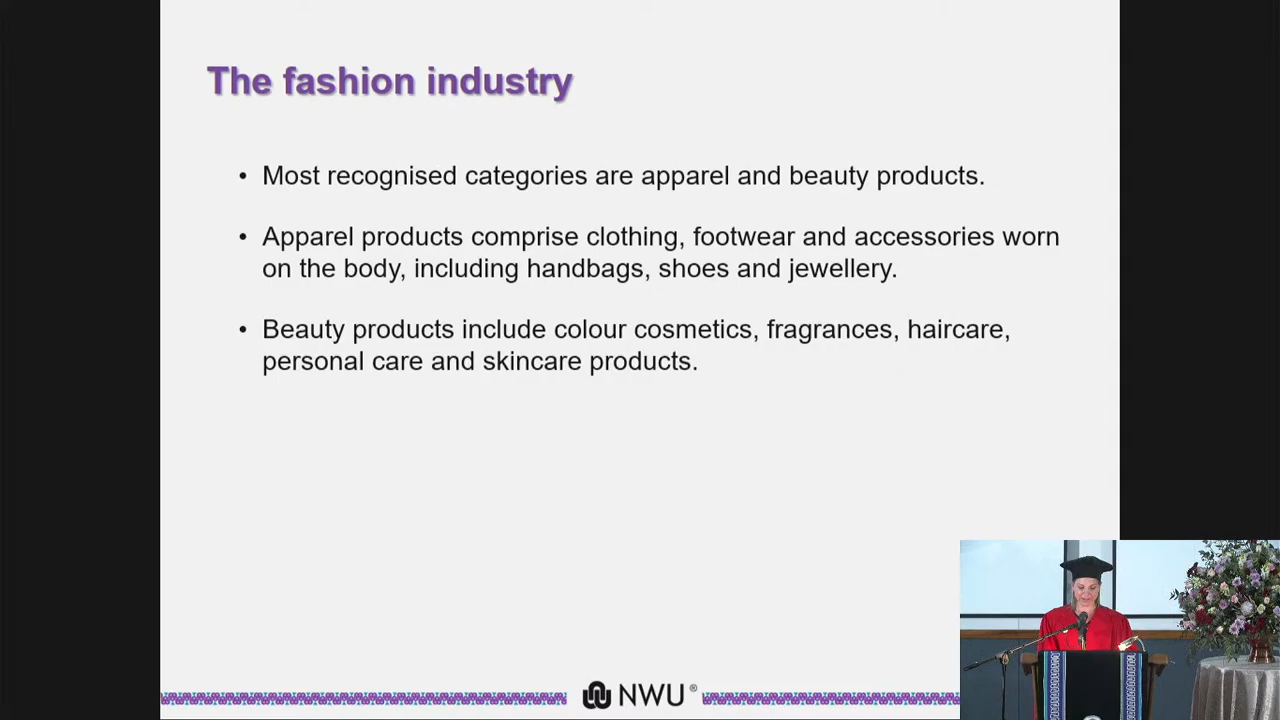 The fashion industry
• Most recognised categories are apparel and beauty products.
• Apparel products comprise clothing, footwear and accessories worn
on the body, including handbags, shoes and jewellery.
• Beauty products include colour cosmetics, fragrances, haircare,
personal care and skincare products.
NWU®